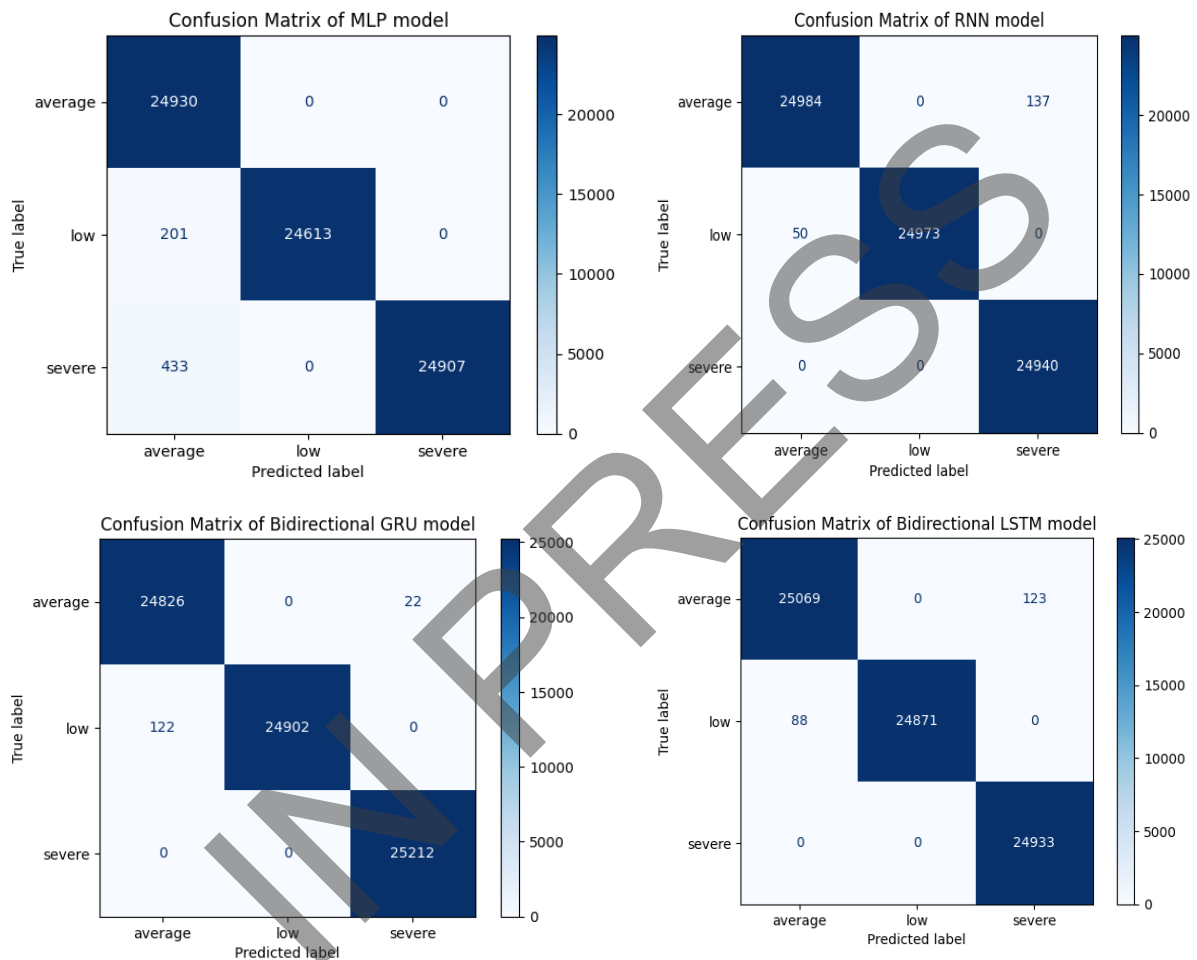 Confusion Matrix of MLP model
average 24930 0 0
low 201 24613 0
severe 433 0 24907
average low severe
Predicted label
True label
20000
15000
10000
5000
0
Confusion Matrix of RNN model
average 24984 0 137
low 50 24973 0
severe 0 0 24940
average low severe
Predicted label
True label
20000
15000
10000
5000
0
Confusion Matrix of Bidirectional GRU model
average 24826 0 22
low 122 24902 0
severe 0 0 25212
average low severe
Predicted label
True label
25000
20000
15000
10000
5000
0
Confusion Matrix of Bidirectional LSTM model
average 25069 0 123
low 88 24871 0
severe 0 0 24933
average low severe
Predicted label
True label
25000
20000
15000
10000
5000
0
IN PRESS